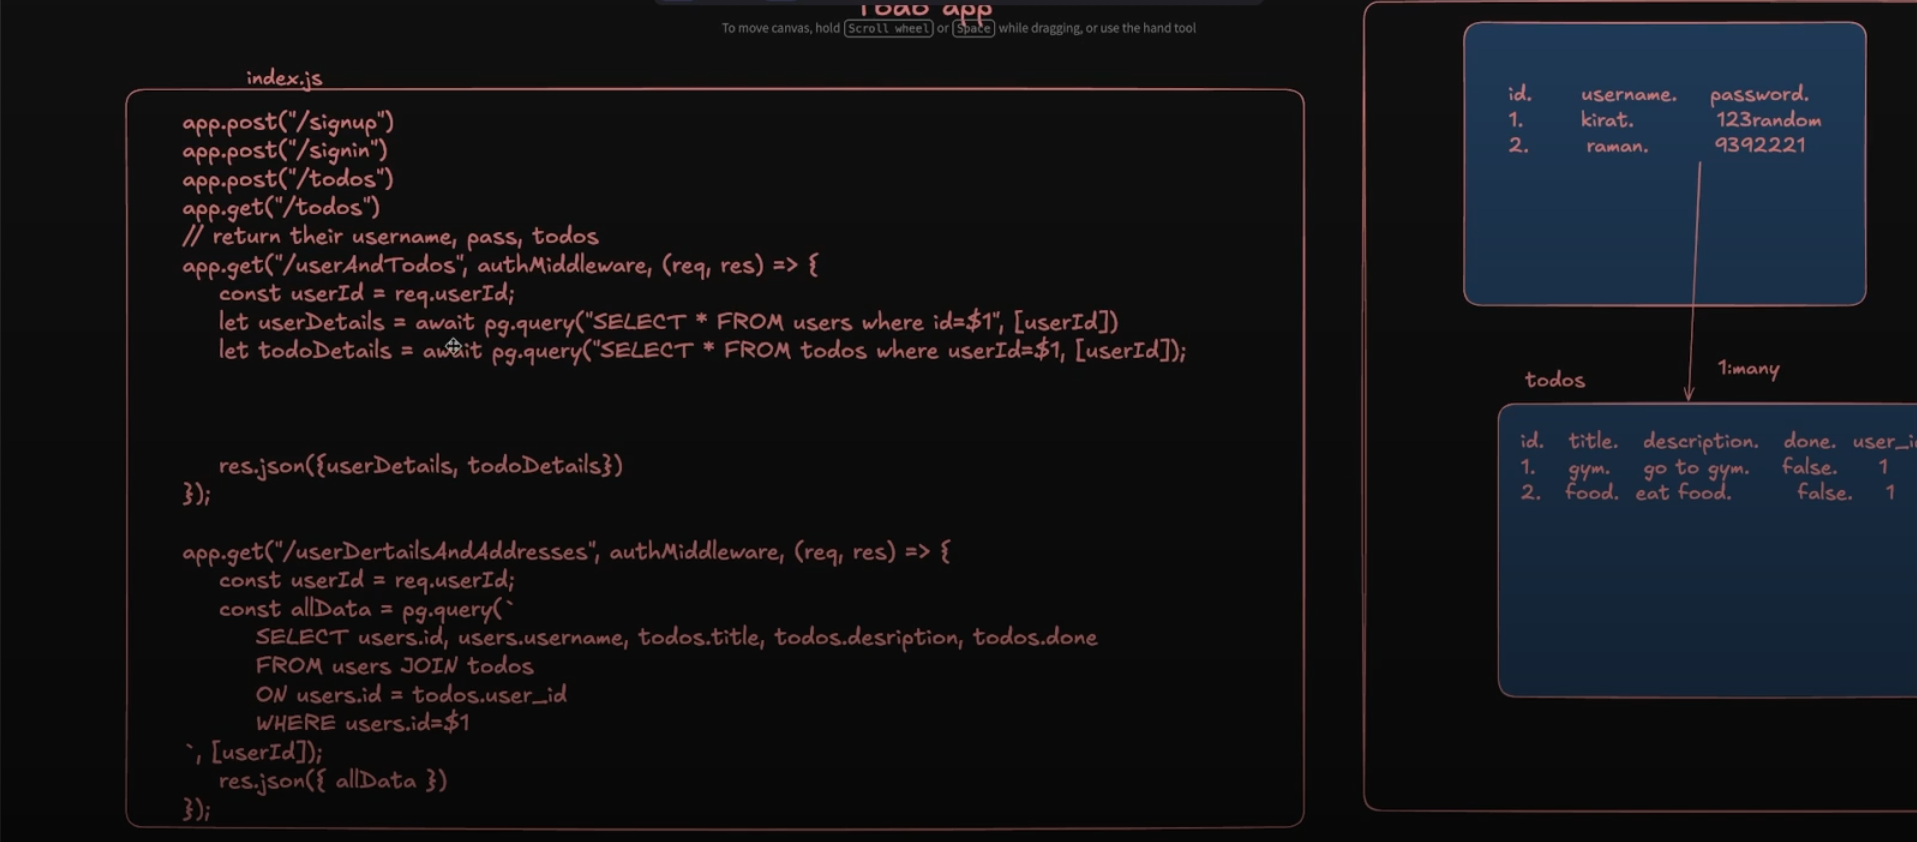 Todo app
To move canvas, hold Scroll wheel or Space while dragging, or use the hand tool
index.js
app.post("/signup")
app.post("/signin")
app.post("/todos")
app.get("/todos")
// return their username, pass, todos
app.get("/userAndTodos", authMiddleware, (req, res) => {
const userId = req.userId;
let userDetails = await pg.query("SELECT * FROM users where id=$1", [userId])
let todoDetails = await pg.query("SELECT * FROM todos where userId=$1, [userId]);
res.json({userDetails, todoDetails})
});
app.get("/userDertailsAndAddresses", authMiddleware, (req, res) => {
const userId = req.userId;
const allData = pg.query(`
SELECT users.id, users.username, todos.title, todos.desription, todos.done
FROM users JOIN todos
ON users.id = todos.user_id
WHERE users.id=$1
`, [userId]);
res.json({ allData })
});
id. username. password.
1. kirat. 123random
2. raman. 9392221
1:many
todos
id. title. description. done.
1. gym. go to gym. false. 1
2. food. eat food. false. 1